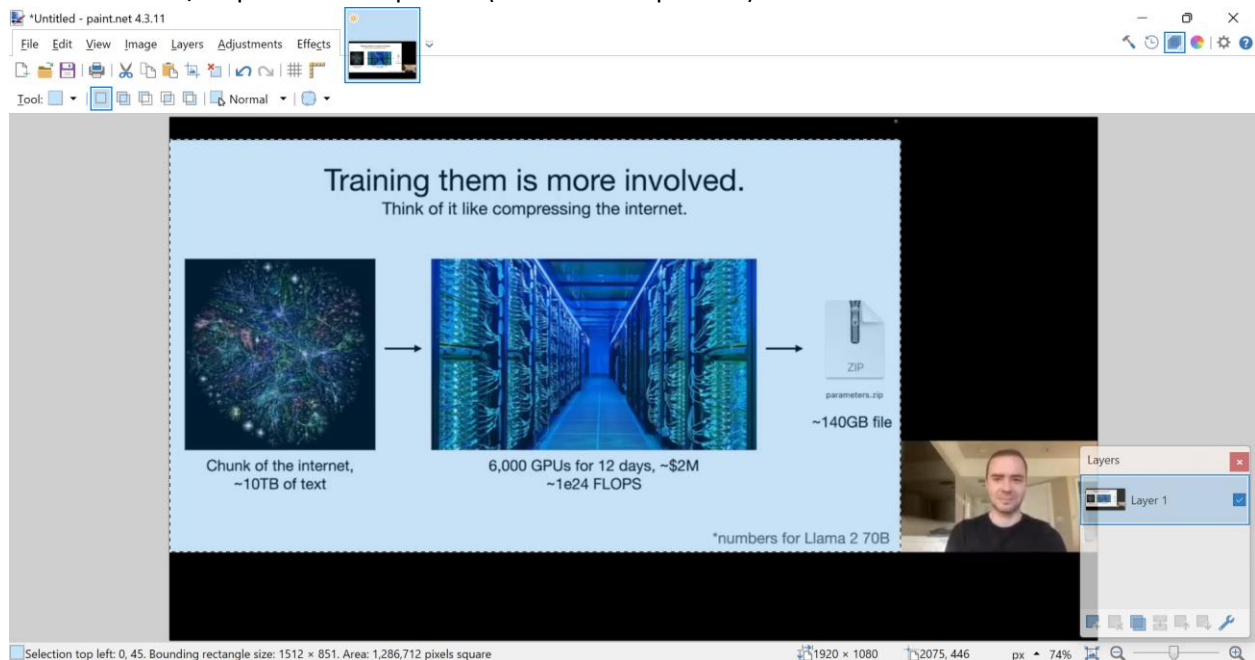 *Untitled - paint.net 4.3.11
File Edit View Image Layers Adjustments Effects
Tool: Normal
Training them is more involved.
Think of it like compressing the internet.
ZIP
parameters.zip
~140GB file
Chunk of the internet,
~10TB of text
6,000 GPUs for 12 days, ~$2M
~1e24 FLOPS
*numbers for Llama 2 70B
Layers
Layer 1
Selection top left: 0, 45. Bounding rectangle size: 1512 × 851. Area: 1,286,712 pixels square
1920 × 1080
2075, 446
px
74%